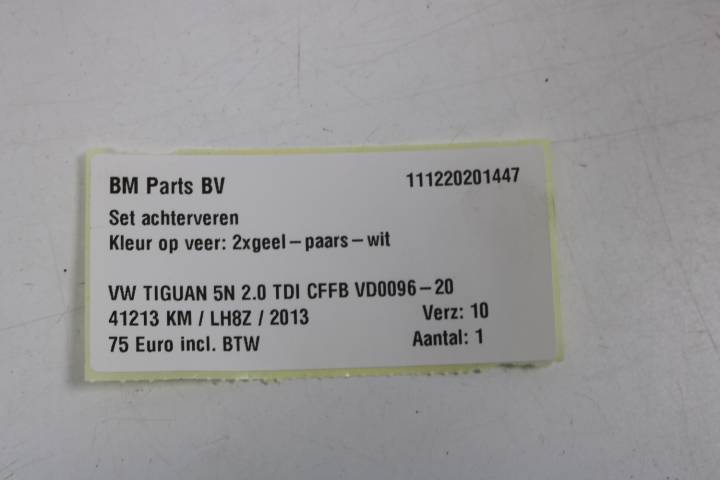 BM Parts BV 111220201447
Set achterveren
Kleur op veer: 2xgeel-paars-wit
VW TIGUAN 5N 2.0 TDI CFFB VD0096-20
41213 KM / LH8Z / 2013 Verz: 10
75 Euro incl. BTW Aantal: 1